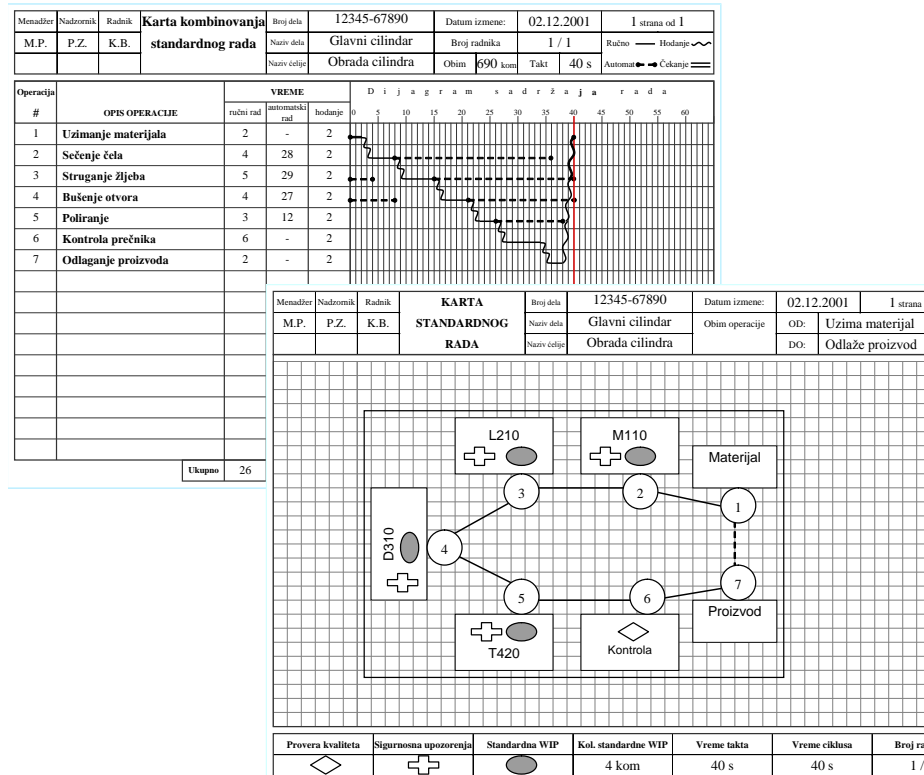 Menadžer Nadzornik Radnik Karta kombinovanja Broj dela 12345-67890 Datum izmene: 02.12.2001 1 strana od 1
M.P. P.Z. K.B. standardnog rada Naziv dela Glavni cilindar Broj radnika 1 / 1 Ručno Hodanje
Naziv ćelije Obrada cilindra Obim 690 kom Takt 40 s Automat Čekanje
Operacija VREME Dijagram sadržaja rada
# OPIS OPERACIJE ručni rad automatski rad hodanje 0 5 10 15 20 25 30 35 40 45 50 55 60
1 Uzimanje materijala 2 - 2
2 Sečenje čela 4 28 2
3 Struganje žljeba 5 29 2
4 Bušenje otvora 4 27 2
5 Poliranje 3 12 2
6 Kontrola prečnika 6 - 2
7 Odlaganje proizvoda 2 - 2
Ukupno 26
Menadžer Nadzornik Radnik KARTA Broj dela 12345-67890 Datum izmene: 02.12.2001 1 strana
M.P. P.Z. K.B. STANDARDNOG Naziv dela Glavni cilindar Obim operacije OD: Uzima materijal
RADA Naziv ćelije Obrada cilindra DO: Odlaže proizvod
L210 M110
Materijal
3 2 1
D310 4
5 6 7
Proizvod
T420 Kontrola
Provera kvaliteta Sigurnosna upozorenja Standardna WIP Kol. standardne WIP Vreme takta Vreme ciklusa Broj ra
4 kom 40 s 40 s 1 /